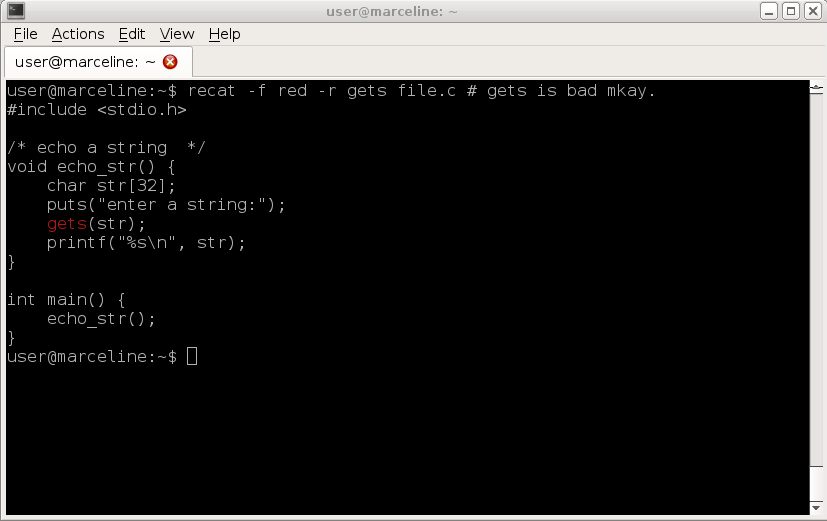 user@marceline: ~
File Actions Edit View Help
user@marceline: ~
user@marceline:~$ recat -f red -r gets file.c # gets is bad mkay.
#include <stdio.h>

/* echo a string  */
void echo_str() {
    char str[32];
    puts("enter a string:");
    gets(str);
    printf("%s\n", str);
}

int main() {
    echo_str();
}
user@marceline:~$